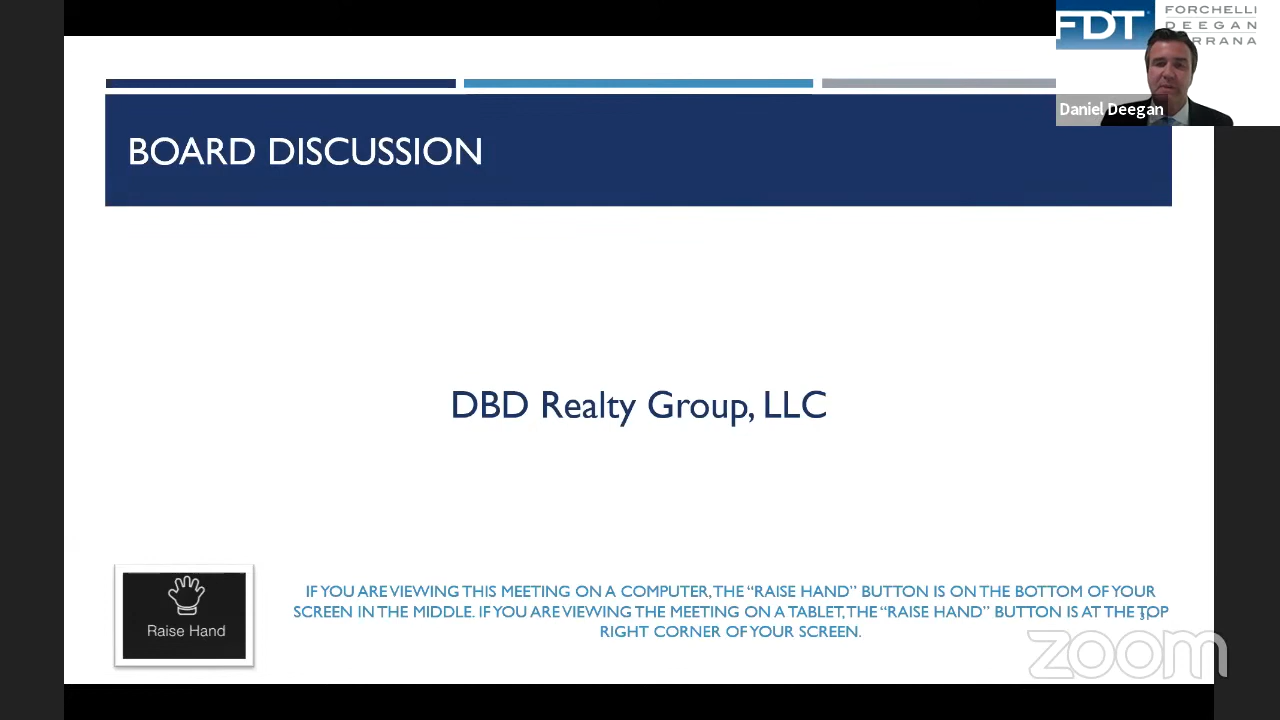 FDT
FORCHELLI
DEEGAN
RRANA
Daniel Deegan
BOARD DISCUSSION
DBD Realty Group, LLC
Raise Hand
IF YOU ARE VIEWING THIS MEETING ON A COMPUTER, THE “RAISE HAND” BUTTON IS ON THE BOTTOM OF YOUR
SCREEN IN THE MIDDLE. IF YOU ARE VIEWING THE MEETING ON A TABLET, THE “RAISE HAND” BUTTON IS AT THE TOP
RIGHT CORNER OF YOUR SCREEN.
zoom